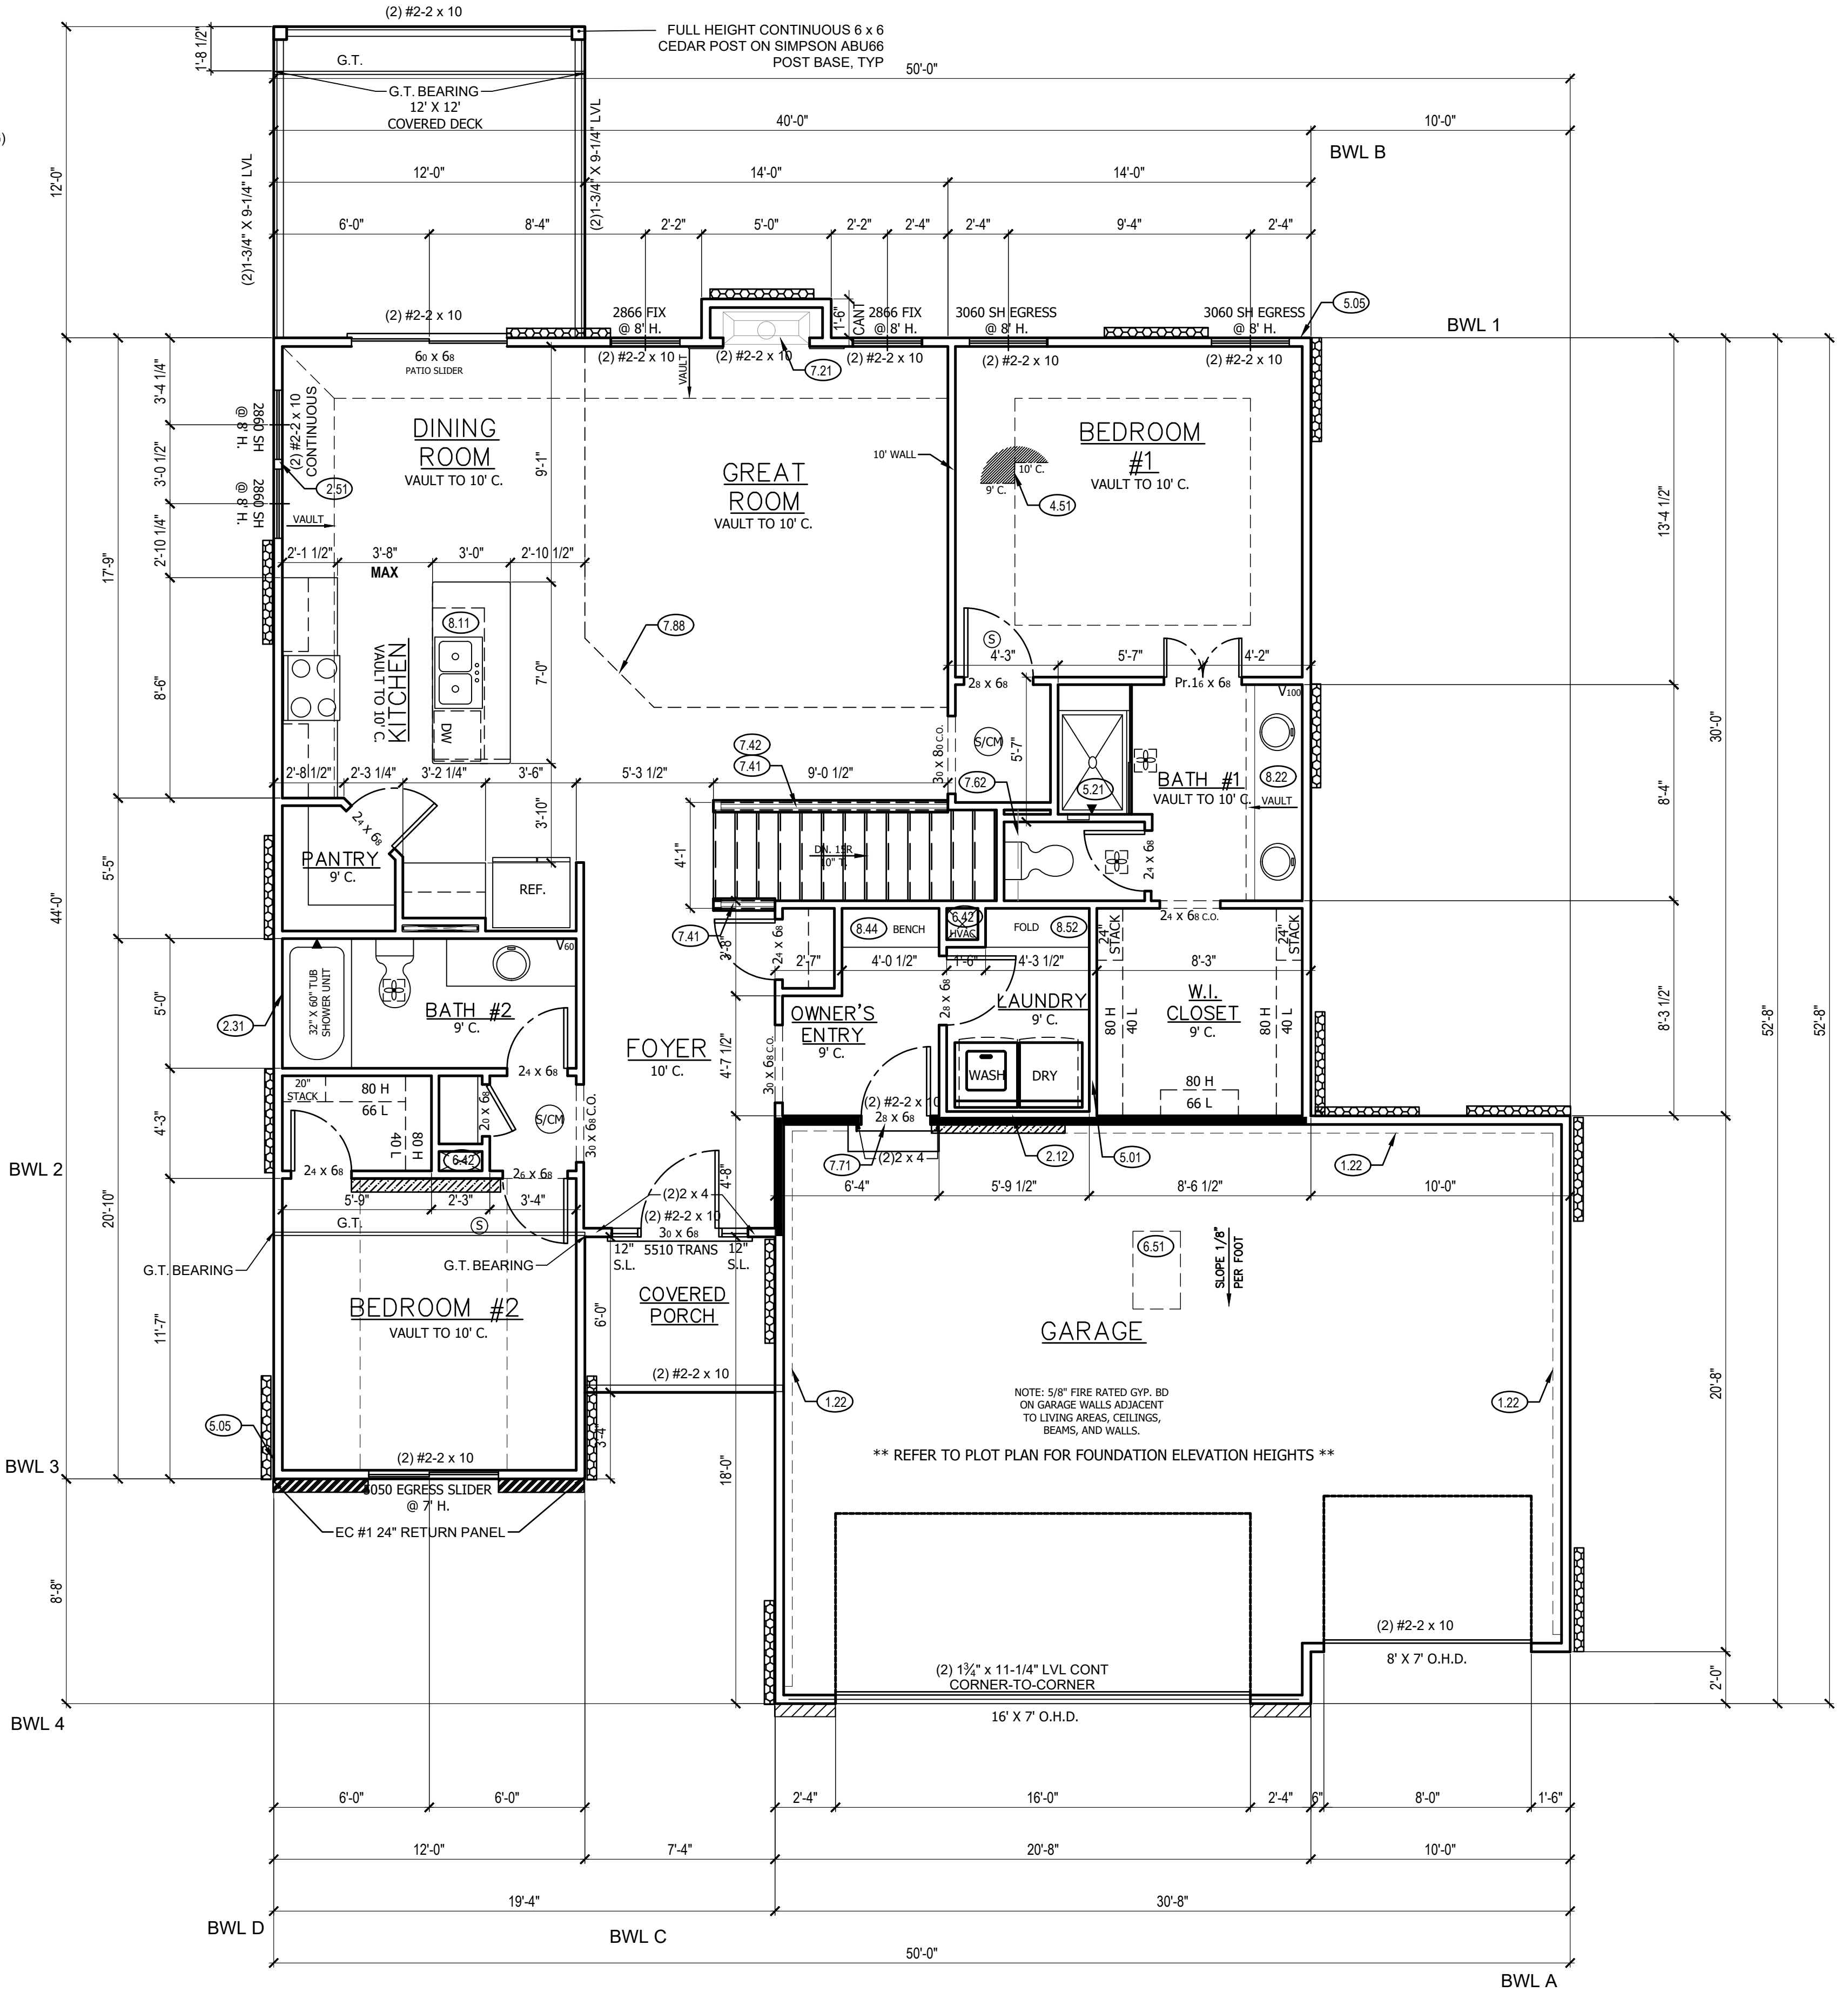 (2) #2-2 x 10
FULL HEIGHT CONTINUOUS 6 x 6
CEDAR POST ON SIMPSON ABU66
POST BASE, TYP
1'-8 1/2"
G.T.
50'-0"
G.T. BEARING
12' X 12'
COVERED DECK
40'-0"
10'-0"
BWL B
12'-0"
(2)1-3/4" X 9-1/4" LVL
(2)1-3/4" X 9-1/4" LVL
12'-0"
14'-0"
14'-0"
6'-0"
8'-4"
2'-2"
5'-0"
2'-2"
2'-4"
2'-4"
9'-4"
2'-4"
(2) #2-2 x 10
2866 FIX
@ 8' H.
1'-6"
CANT
2866 FIX
@ 8' H.
3060 SH EGRESS
@ 8' H.
3060 SH EGRESS
@ 8' H.
5.05
BWL 1
60 x 68
PATIO SLIDER
(2) #2-2 x 10
(2) #2-2 x 10
(2) #2-2 x 10
(2) #2-2 x 10
(2) #2-2 x 10
7.21
VAULT
3'-4 1/4"
2860 SH
@ 8' H.
(2) #2-2 x 10
CONTINUOUS
DINING
ROOM
VAULT TO 10' C.
9'-1"
GREAT
ROOM
VAULT TO 10' C.
10' WALL
BEDROOM
#1
VAULT TO 10' C.
10' C.
9' C.
4.51
3'-0 1/2"
2.51
2860 SH
@ 8' H.
VAULT
13'-4 1/2"
2'-10 1/4"
17'-9"
2'-1 1/2"
3'-8"
MAX
3'-0"
2'-10 1/2"
8.11
7.88
KITCHEN
VAULT TO 10' C.
7'-0"
DW
8'-6"
S
4'-3"
5'-7"
4'-2"
28 x 68
Pr.16 x 68
V100
30'-0"
S/CM
30 x 80 C.O.
5'-7"
7.42
7.41
7.62
5.21
BATH #1
VAULT TO 10' C.
8.22
VAULT
8'-4"
2'-8 1/2"
2'-3 1/4"
3'-2 1/4"
3'-6"
5'-3 1/2"
9'-0 1/2"
3'-10"
24 x 68
PANTRY
9' C.
REF.
4'-1"
DN. 15R
10" T.
24 x 68
5'-5"
44'-0"
24 x 68 C.O.
7.41
3'-8"
24 x 68
8.44
BENCH
6.42
HVAC
FOLD
8.52
24"
STACK
24"
STACK
2'-7"
4'-0 1/2"
1'-6"
4'-3 1/2"
8'-3"
V60
32" X 60" TUB
SHOWER UNIT
BATH #2
9' C.
2.31
5'-0"
FOYER
10' C.
OWNER'S
ENTRY
9' C.
28 x 68
LAUNDRY
9' C.
W.I.
CLOSET
9' C.
80 H
40 L
80 H
40 L
8'-3 1/2"
52'-8"
52'-8"
4'-7 1/2"
30 x 68 C.O.
WASH
DRY
80 H
66 L
24 x 68
20"
STACK
80 H
66 L
80 H
40 L
20 x 68
S/CM
30 x 68 C.O.
4'-3"
6.42
24 x 68
26 x 68
(2) #2-2 x 10
28 x 68
7.71
(2)2 x 4
2.12
5.01
1.22
BWL 2
5'-9"
2'-3"
3'-4"
4'-8"
(2)2 x 4
6'-4"
5'-9 1/2"
8'-6 1/2"
10'-0"
G.T.
S
(2) #2-2 x 10
30 x 68
5510 TRANS
12"
S.L.
12"
S.L.
20'-10"
G.T. BEARING
G.T. BEARING
6.51
SLOPE 1/8"
PER FOOT
BEDROOM #2
VAULT TO 10' C.
COVERED
PORCH
6'-0"
GARAGE
11'-7"
(2) #2-2 x 10
1.22
NOTE: 5/8" FIRE RATED GYP. BD
ON GARAGE WALLS ADJACENT
TO LIVING AREAS, CEILINGS,
BEAMS, AND WALLS.
1.22
20'-8"
5.05
3'-4"
** REFER TO PLOT PLAN FOR FOUNDATION ELEVATION HEIGHTS **
BWL 3
(2) #2-2 x 10
18'-0"
EGRESS SLIDER
@ 7' H.
EC #1 24" RETURN PANEL
8'-8"
(2) #2-2 x 10
8' X 7' O.H.D.
(2) 1¾" x 11-1/4" LVL CONT
CORNER-TO-CORNER
2'-0"
16' X 7' O.H.D.
BWL 4
6'-0"
6'-0"
2'-4"
16'-0"
2'-4"
6"
8'-0"
1'-6"
12'-0"
7'-4"
20'-8"
10'-0"
19'-4"
30'-8"
BWL D
BWL C
50'-0"
BWL A